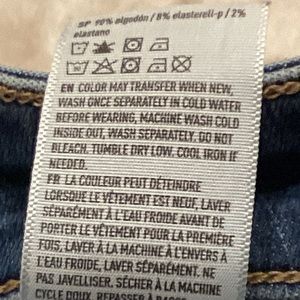 SP 90% algodón / 8% elasterell-p / 2%
elastano
EN COLOR MAY TRANSFER WHEN NEW,
WASH ONCE SEPARATELY IN COLD WATER
BEFORE WEARING, MACHINE WASH COLD
INSIDE OUT, WASH SEPARATELY. DO NOT
BLEACH. TUMBLE DRY LOW. COOL IRON IF
NEEDED.
FR LA COULEUR PEUT DÉTEINDRE
LORSQUE LE VÊTEMENT EST NEUF. LAVER
SÉPARÉMENT À L'EAU FROIDE AVANT DE
PORTER LE VÊTEMENT POUR LA PREMIÈRE
FOIS, LAVER À LA MACHINE À L'ENVERS À
L'EAU FROIDE, LAVER SÉPARÉMENT. NE
PAS JAVELLISER. SÉCHER À LA MACHINE
CYCLE DOUX. REPASSER À BASSE